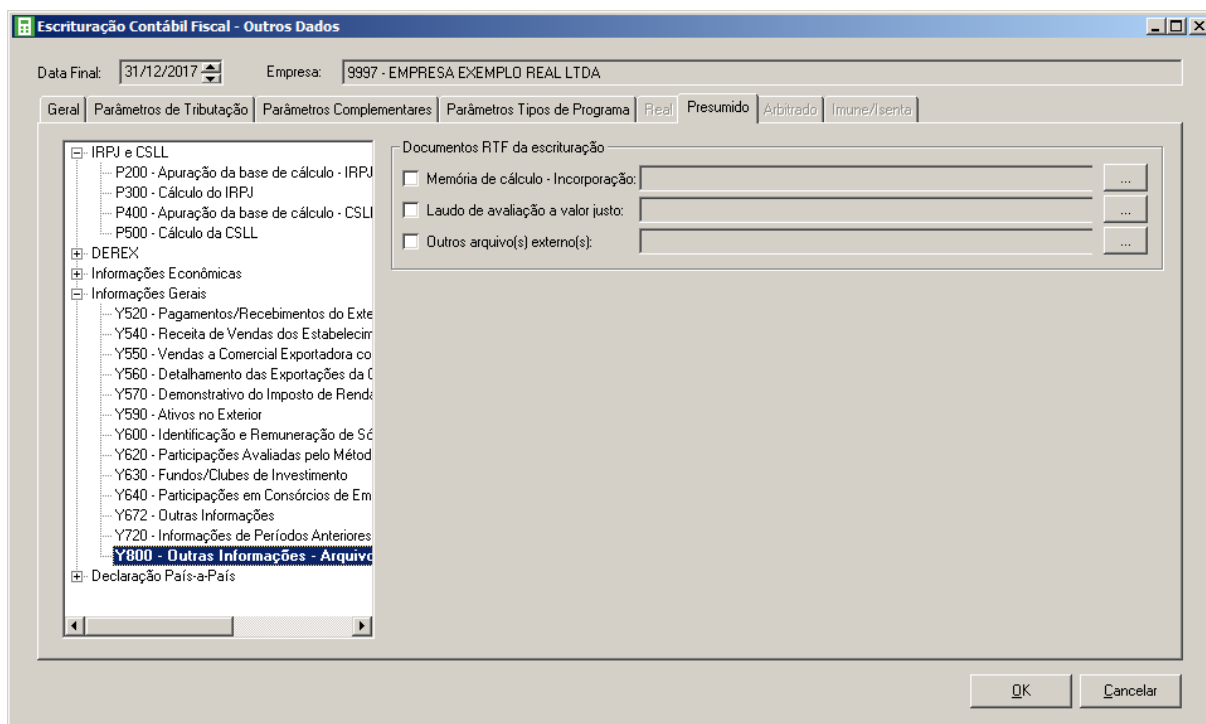 Escrituração Contábil Fiscal - Outros Dados
Data Final: 31/12/2017 Empresa: 9997 - EMPRESA EXEMPLO REAL LTDA
Geral Parâmetros de Tributação Parâmetros Complementares Parâmetros Tipos de Programa Real Presumido Arbitrado Imune/Isenta
IRPJ e CSLL
P200 - Apuração da base de cálculo - IRPJ
P300 - Cálculo do IRPJ
P400 - Apuração da base de cálculo - CSLL
P500 - Cálculo da CSLL
DEREX
Informações Econômicas
Informações Gerais
Y520 - Pagamentos/Recebimentos do Exte
Y540 - Receita de Vendas dos Estabelecim
Y550 - Vendas a Comercial Exportadora co
Y560 - Detalhamento das Exportações da C
Y570 - Demonstrativo do Imposto de Renda
Y590 - Ativos no Exterior
Y600 - Identificação e Remuneração de Só
Y620 - Participações Avaliadas pelo Métod
Y630 - Fundos/Clubes de Investimento
Y640 - Participações em Consórcios de Em
Y672 - Outras Informações
Y720 - Informações de Períodos Anteriores
Y800 - Outras Informações - Arquivo
Declaração País-a-País
Documentos RTF da escrituração
Memória de cálculo - Incorporação: ...
Laudo de avaliação a valor justo: ...
Outros arquivo(s) externo(s): ...
OK Cancelar